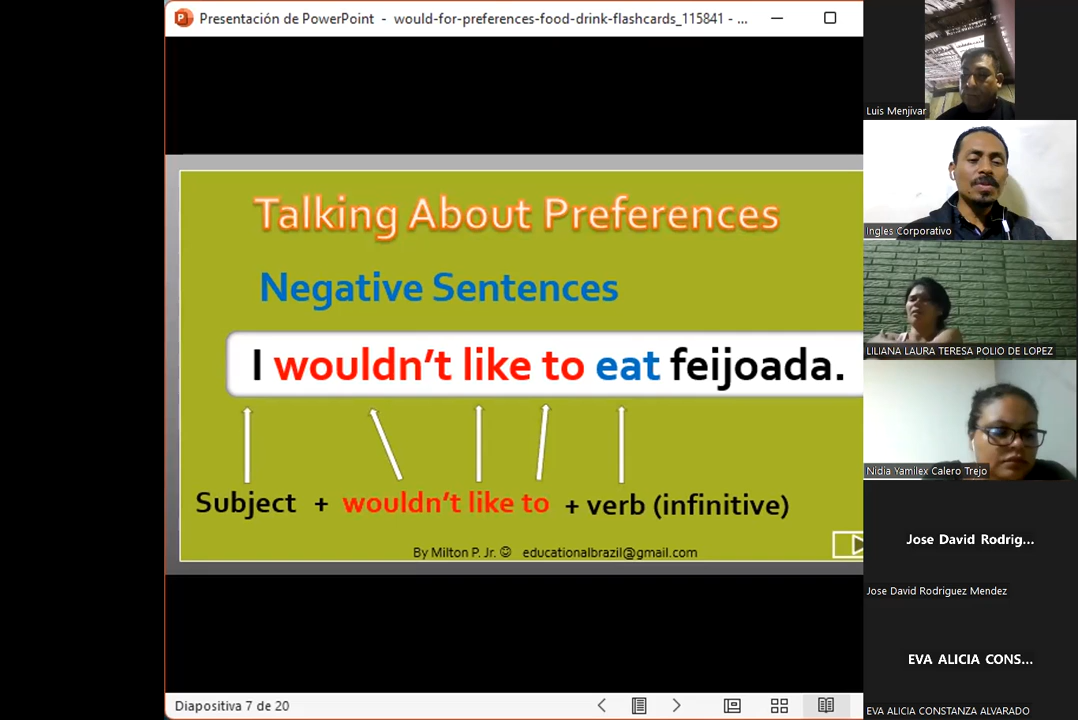 Presentación de PowerPoint - would-for-preferences-food-drink-flashcards_115841 - ...
Talking About Preferences
Negative Sentences
I wouldn't like to eat feijoada.
Subject + wouldn't like to + verb (infinitive)
By Milton P. Jr. ☺ educationalbrazil@gmail.com
Diapositiva 7 de 20
Luis Menjivar
Ingles Corporativo
LILIANA LAURA TERESA POLIO DE LOPEZ
Nidia Yamilex Calero Trejo
Jose David Rodrig...
Jose David Rodriguez Mendez
EVA ALICIA CONS...
EVA ALICIA CONSTANZA ALVARADO